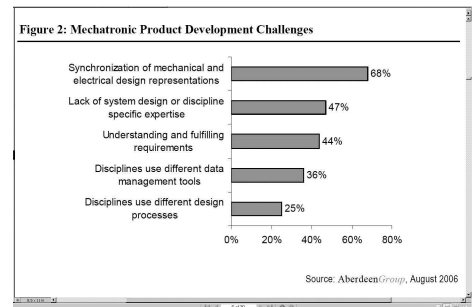 Figure 2: Mechatronic Product Development Challenges
Synchronization of mechanical and
electrical design representations
68%
Lack of system design or discipline
specific expertise
47%
Understanding and fulfilling
requirements
44%
Disciplines use different data
management tools
36%
Disciplines use different design
processes
25%
0% 20% 40% 60% 80%
Source: AberdeenGroup, August 2006